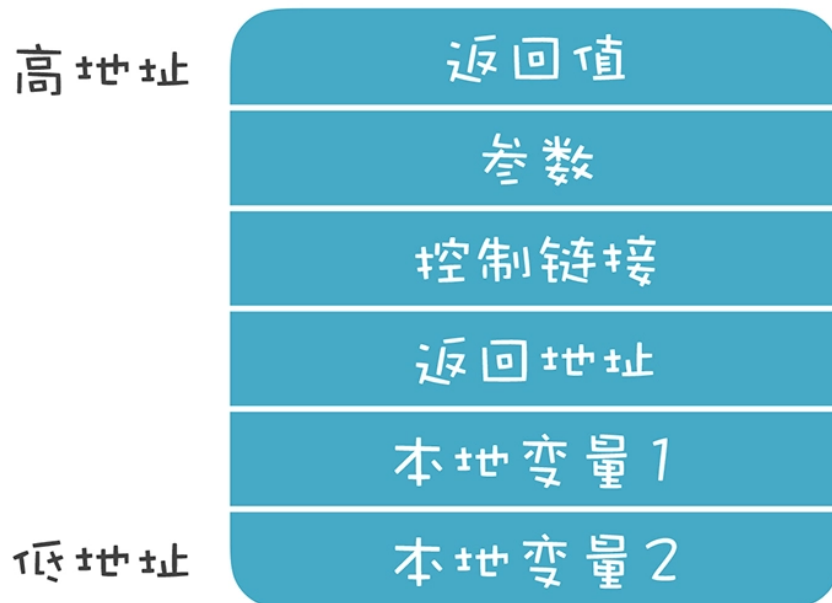 高地址
返回值
参数
控制链接
返回地址
本地变量1
低地址
本地变量2